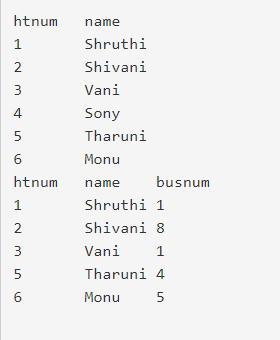 htnum name
1 Shruthi
2 Shivani
3 Vani
4 Sony
5 Tharuni
6 Monu
htnum name busnum
1 Shruthi 1
2 Shivani 8
3 Vani 1
5 Tharuni 4
6 Monu 5